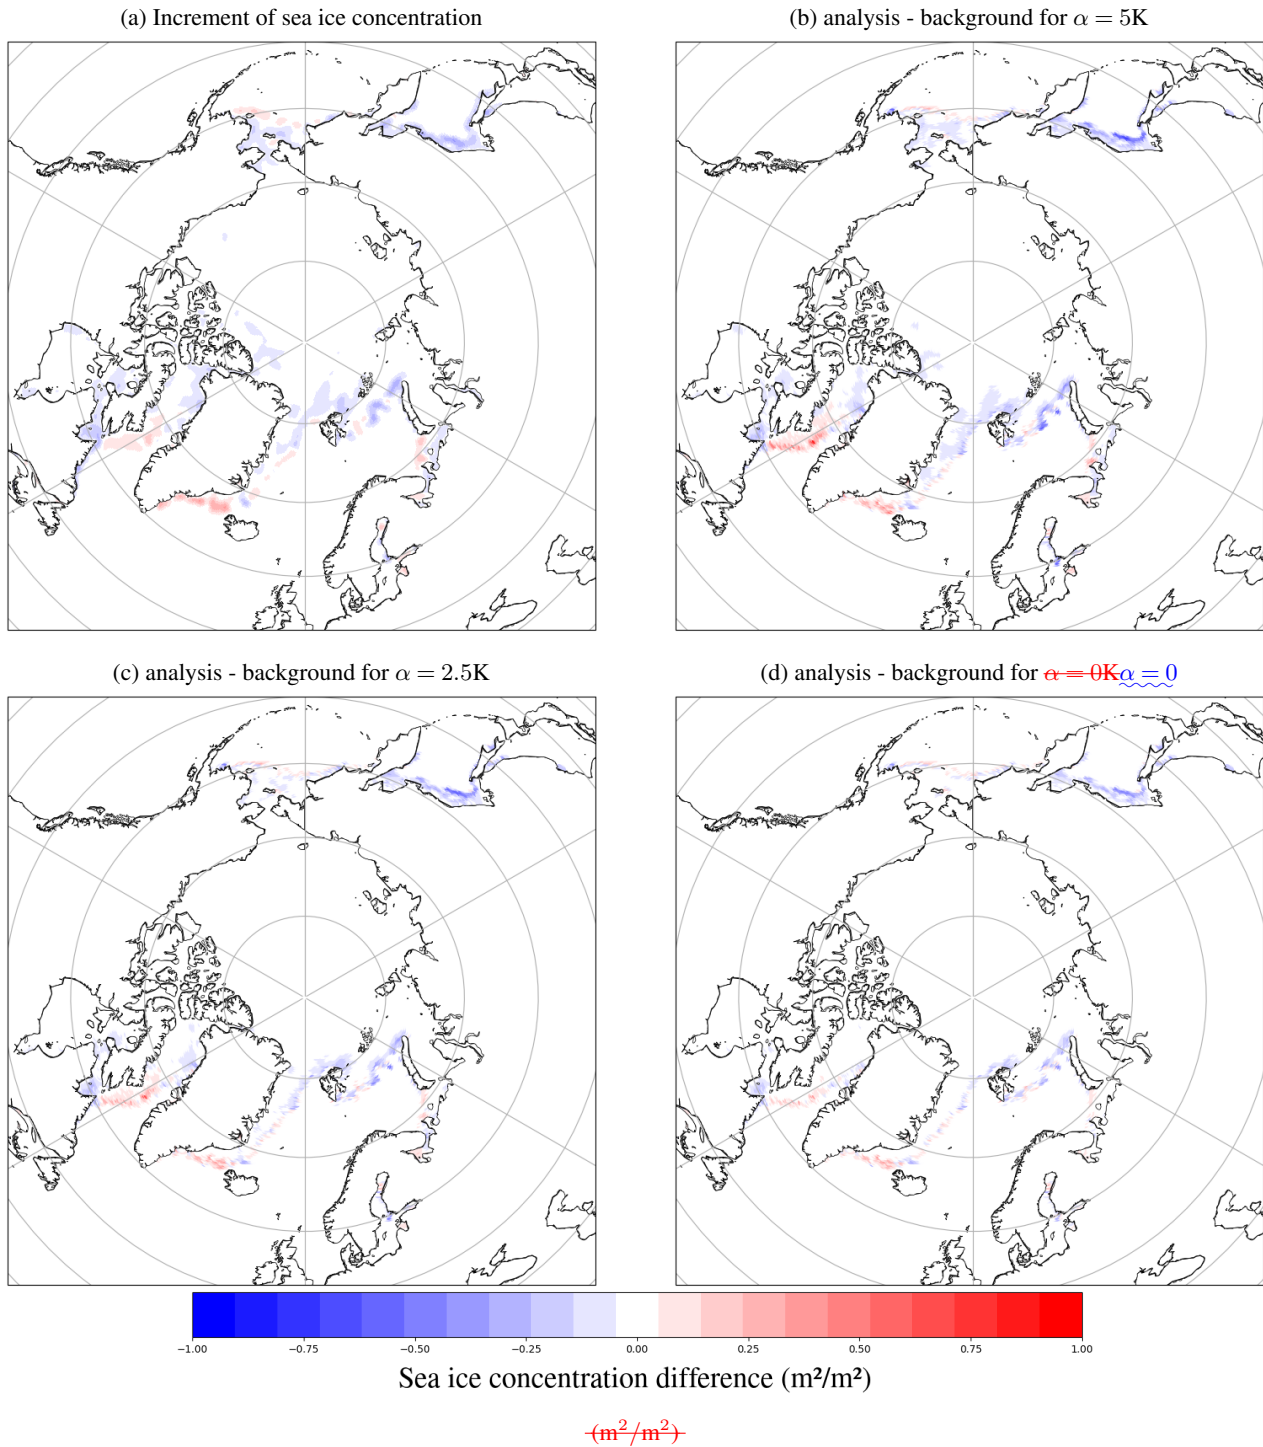 (a) Increment of sea ice concentration
(b) analysis - background for α = 5K
(c) analysis - background for α = 2.5K
(d) analysis - background for α = 0Kα = 0
−1.00 −0.75 −0.50 −0.25 0.00 0.25 0.50 0.75 1.00
Sea ice concentration difference (m²/m²)
(m²/m²)